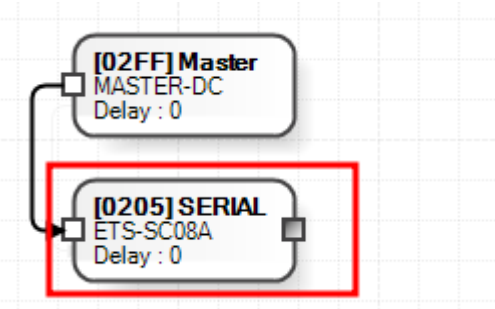 [02FF] Master
MASTER-DC
Delay : 0
[0205] SERIAL
ETS-SC08A
Delay : 0